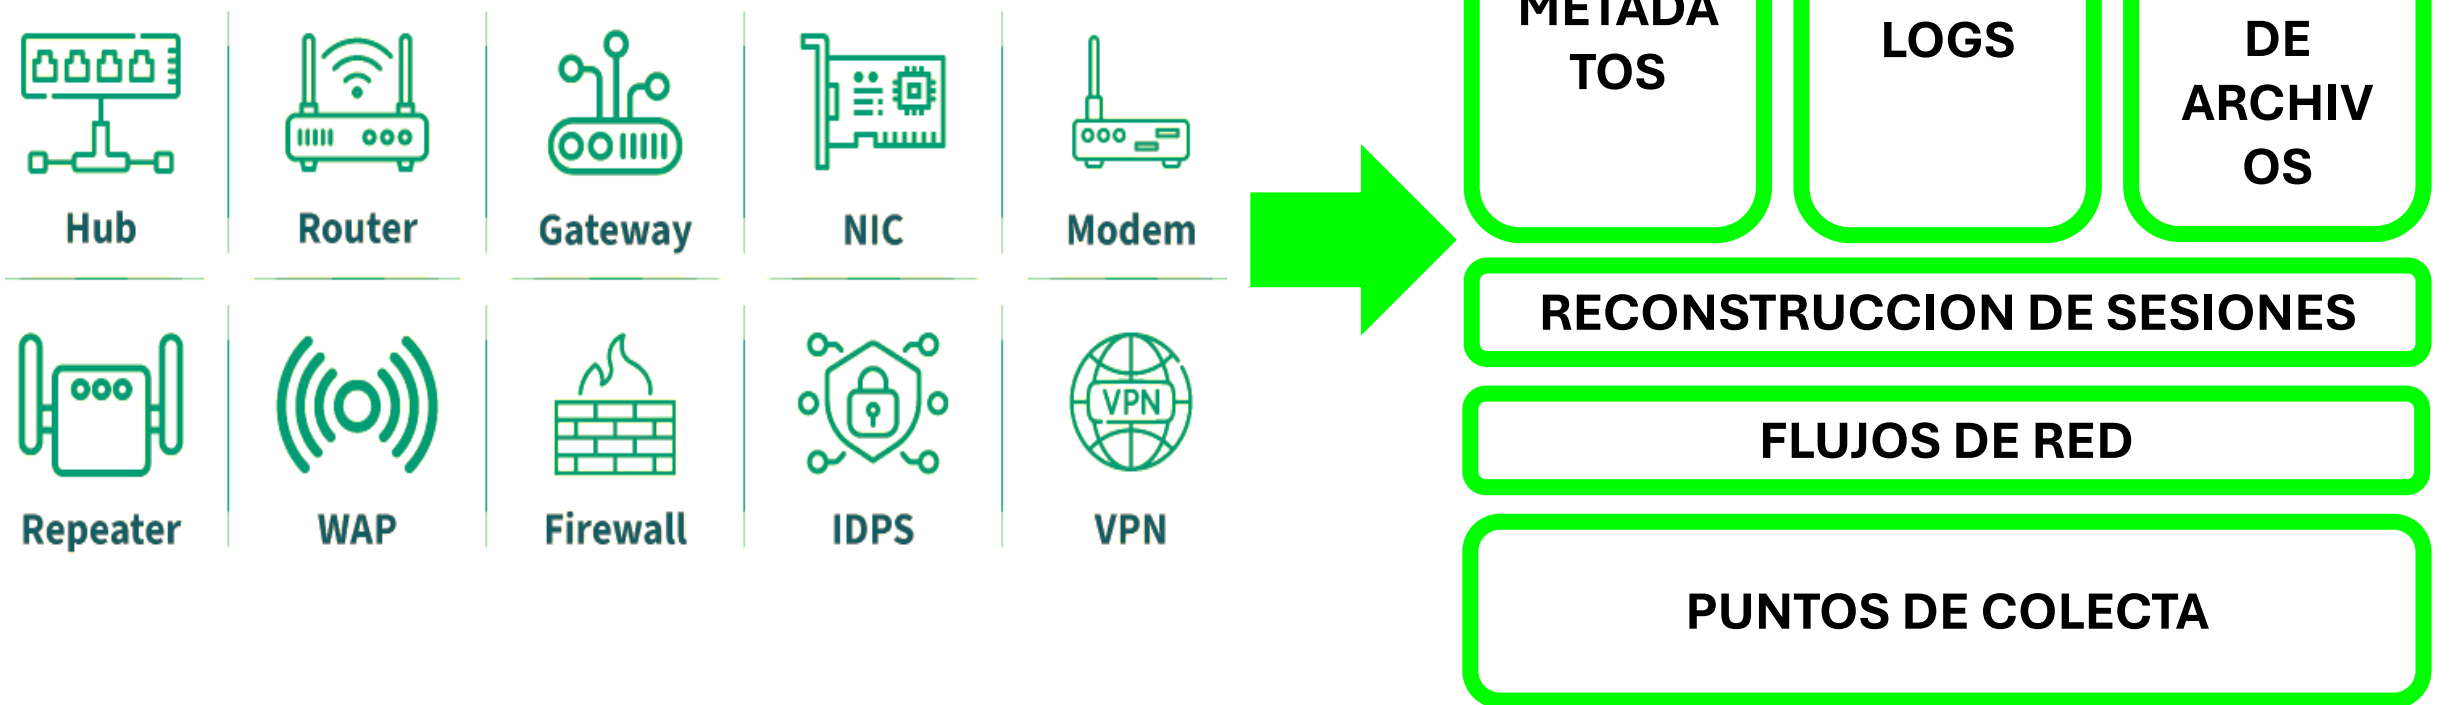 Hub
Router
Gateway
NIC
Modem
Repeater
WAP
Firewall
IDPS
VPN
VPN
METADA
TOS
LOGS
DE
ARCHIV
OS
RECONSTRUCCION DE SESIONES
FLUJOS DE RED
PUNTOS DE COLECTA